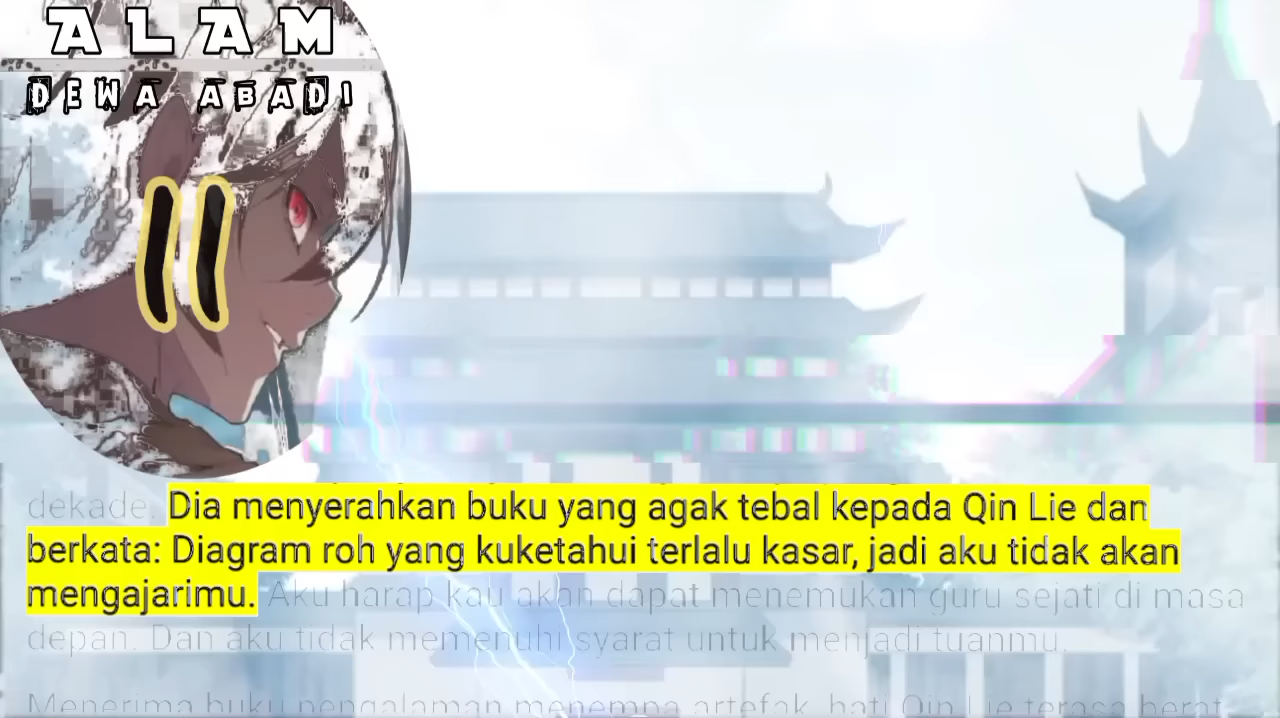 ALAM
DEWA ABADI
dekade. Dia menyerahkan buku yang agak tebal kepada Qin Lie dan
berkata: Diagram roh yang kuketahui terlalu kasar, jadi aku tidak akan
mengajarimu. Aku harap kau akan dapat menemukan guru sejati di masa
depan. Dan aku tidak memenuhi syarat untuk menjadi tuanmu.
Menerima buku pengalaman menempa artefak, hati Qin Lie terasa berat.